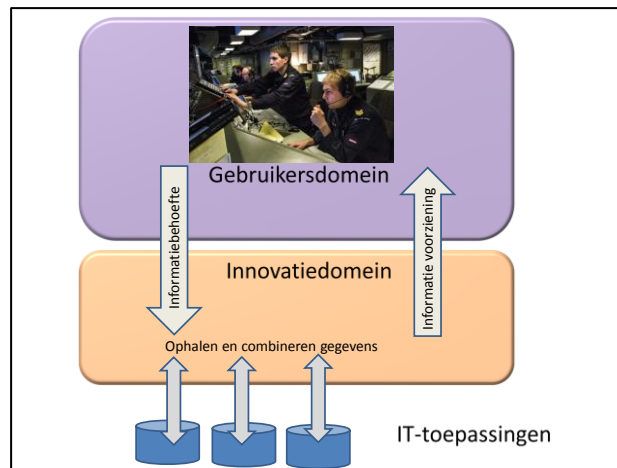 Gebruikersdomein
Informatiebehoefte
Informatie voorziening
Innovatiedomein
Ophalen en combineren gegevens
IT-toepassingen